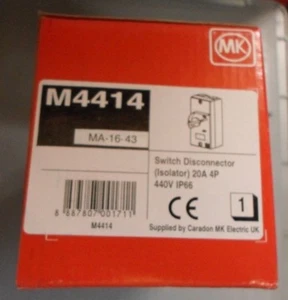 MK
M4414
MA-16-43
Switch Disconnector
(Isolator) 20A 4P
440V IP66
8 887807 001711
CE
1
M4414
Supplied by Caradon MK Electric UK